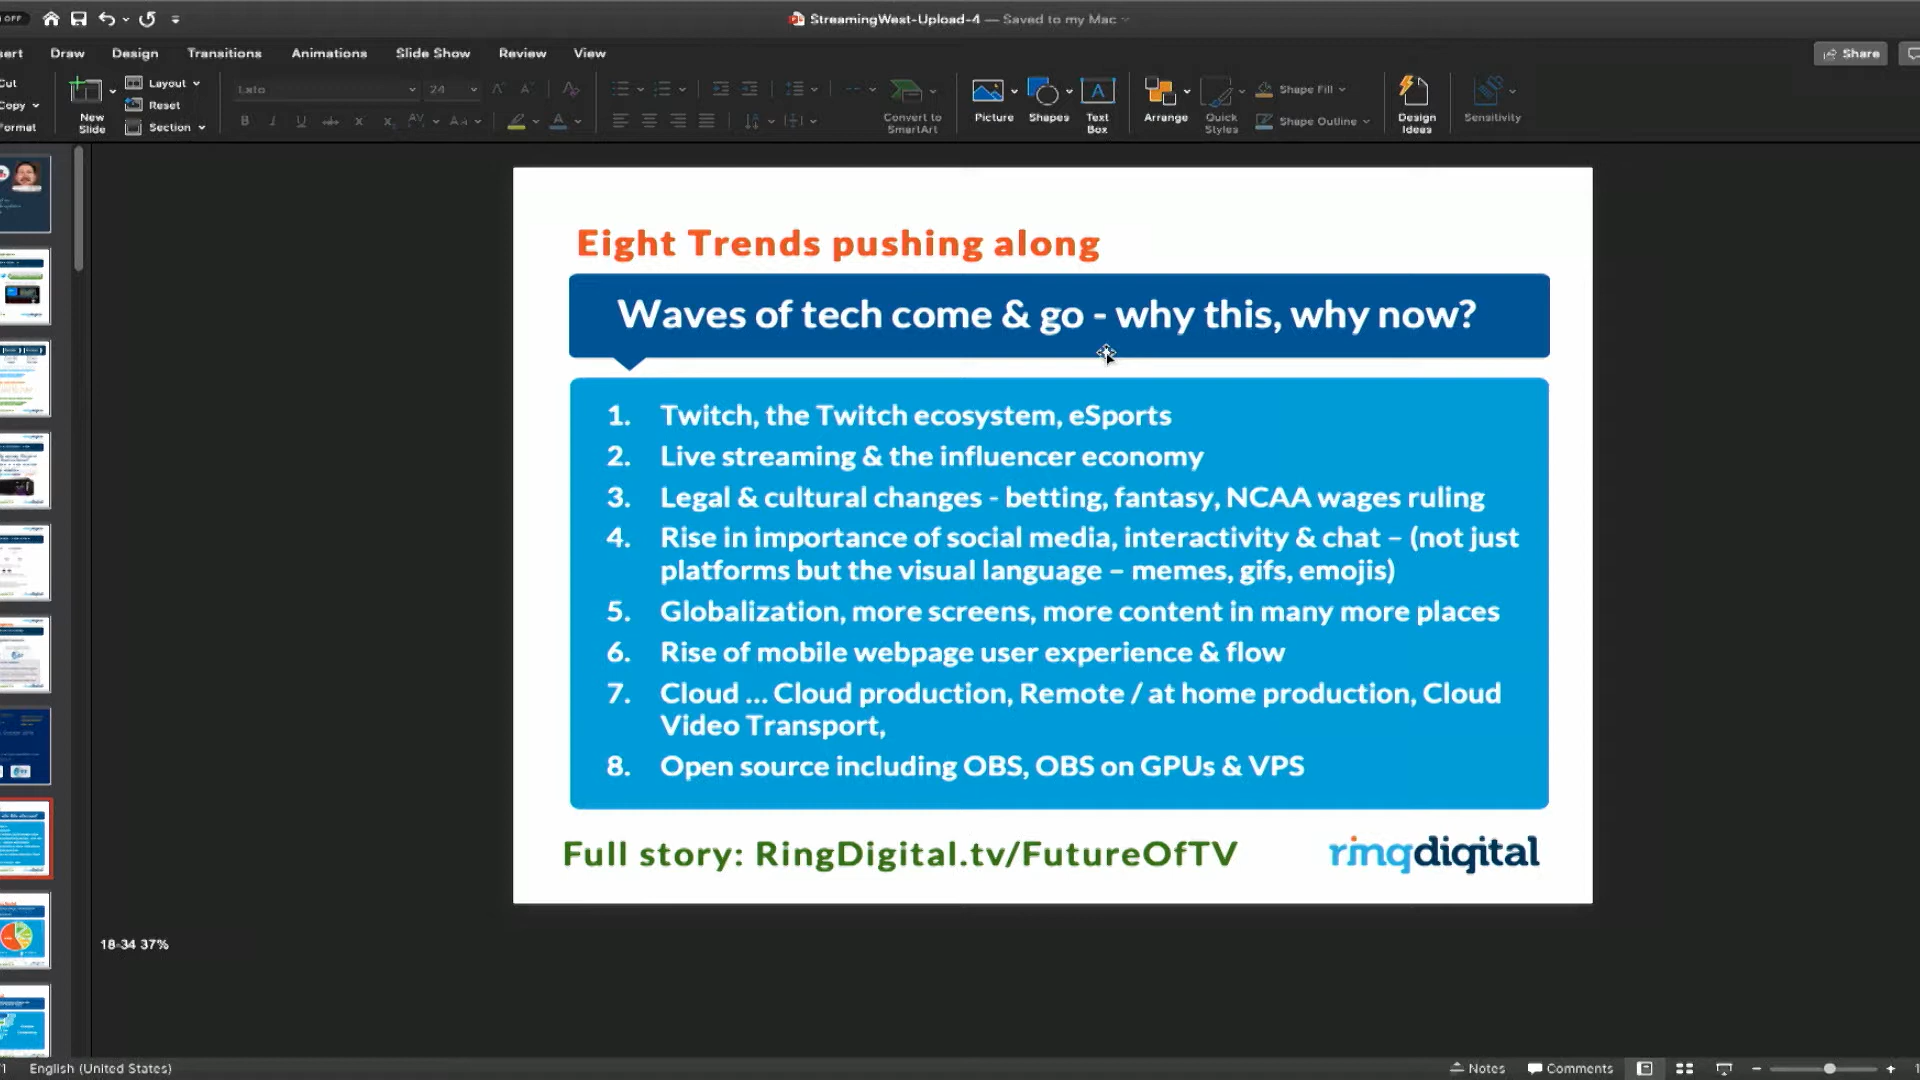 OFF
StreamingWest-Upload-4 — Saved to my Mac
ert Draw Design Transitions Animations Slide Show Review View
Share
Cut
Copy
Format
New
Slide
Layout
Reset
Section
Lato 24
Convert to
SmartArt
Picture
Shapes
Text
Box
Arrange
Quick
Styles
Shape Fill
Shape Outline
Design
Ideas
Sensitivity
Eight Trends pushing along
Waves of tech come & go - why this, why now?
1. Twitch, the Twitch ecosystem, eSports
2. Live streaming & the influencer economy
3. Legal & cultural changes - betting, fantasy, NCAA wages ruling
4. Rise in importance of social media, interactivity & chat – (not just
platforms but the visual language – memes, gifs, emojis)
5. Globalization, more screens, more content in many more places
6. Rise of mobile webpage user experience & flow
7. Cloud ... Cloud production, Remote / at home production, Cloud
Video Transport,
8. Open source including OBS, OBS on GPUs & VPS
Full story: RingDigital.tv/FutureOfTV
ringdigital
18-34 37%
English (United States)
Notes Comments